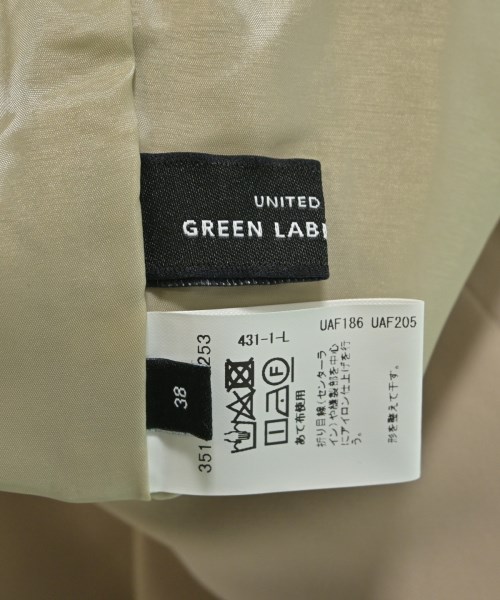 UNITED
GREEN LABE
38
351
253
431-1-L
UAF186 UAF205
F
あて布使用
折り目線(センターラ
イン)や縫製部を中心
にアイロン仕上げを行
う。
形を整えて干す。